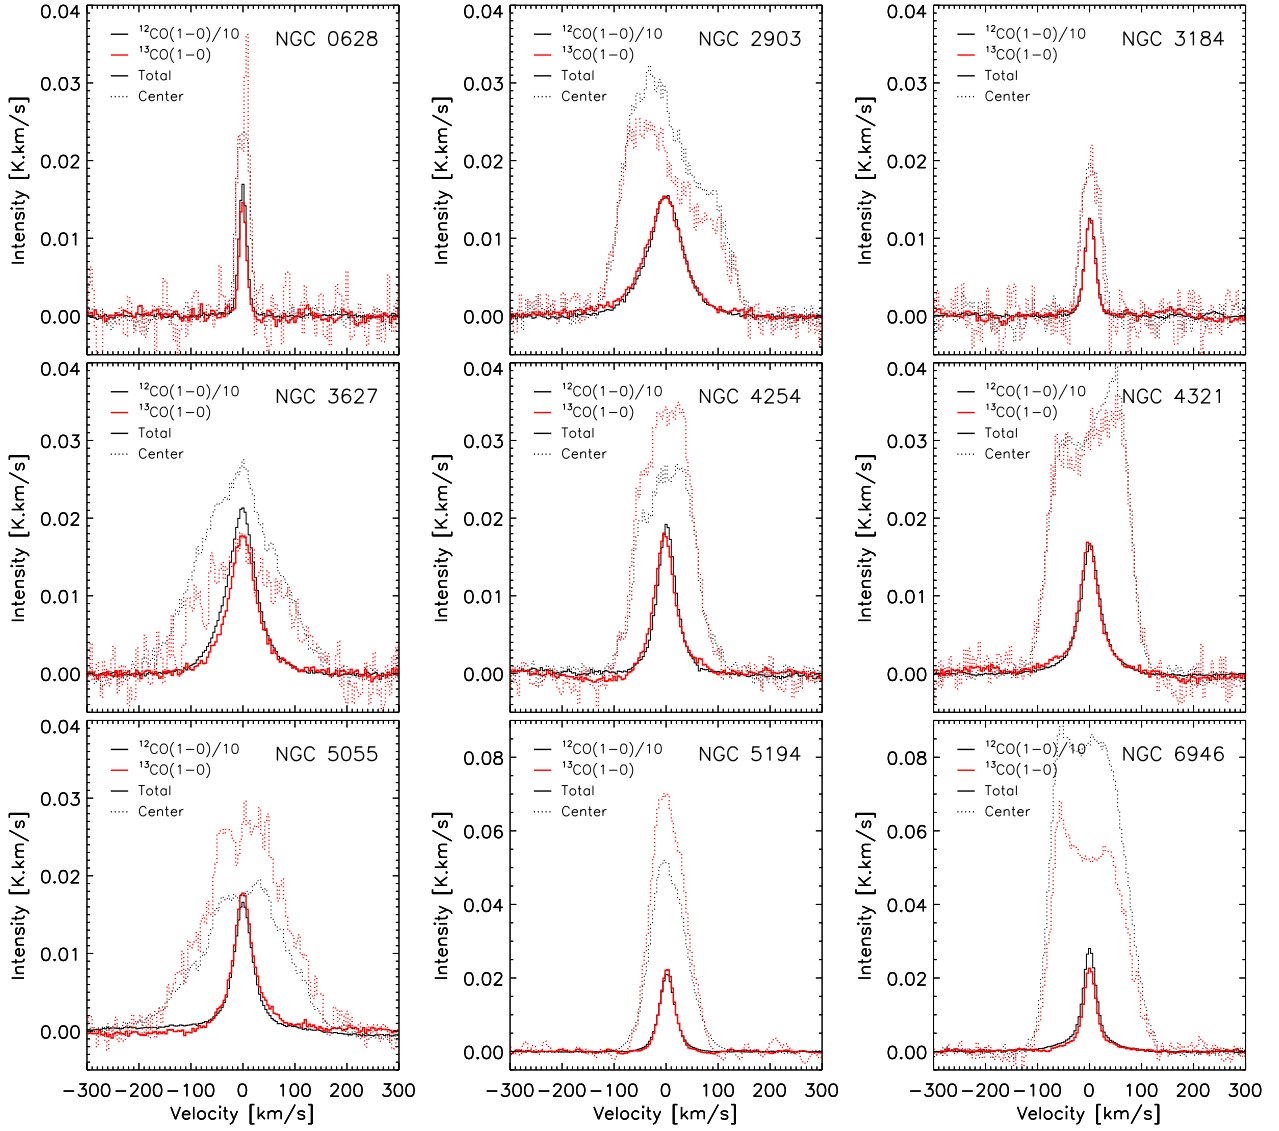 ¹²CO(1−0)/10
¹³CO(1−0)
Total
Center
NGC 0628
0.04
0.03
0.02
0.01
0.00
Intensity [K.km/s]
¹²CO(1−0)/10
¹³CO(1−0)
Total
Center
NGC 2903
0.04
0.03
0.02
0.01
0.00
Intensity [K.km/s]
¹²CO(1−0)/10
¹³CO(1−0)
Total
Center
NGC 3184
0.04
0.03
0.02
0.01
0.00
Intensity [K.km/s]
¹²CO(1−0)/10
¹³CO(1−0)
Total
Center
NGC 3627
0.04
0.03
0.02
0.01
0.00
Intensity [K.km/s]
¹²CO(1−0)/10
¹³CO(1−0)
Total
Center
NGC 4254
0.04
0.03
0.02
0.01
0.00
Intensity [K.km/s]
¹²CO(1−0)/10
¹³CO(1−0)
Total
Center
NGC 4321
0.04
0.03
0.02
0.01
0.00
Intensity [K.km/s]
¹²CO(1−0)/10
¹³CO(1−0)
Total
Center
NGC 5055
0.04
0.03
0.02
0.01
0.00
Intensity [K.km/s]
−300 −200 −100 0 100 200 300
Velocity [km/s]
¹²CO(1−0)/10
¹³CO(1−0)
Total
Center
NGC 5194
0.08
0.06
0.04
0.02
0.00
Intensity [K.km/s]
−300 −200 −100 0 100 200 300
Velocity [km/s]
¹²CO(1−0)/10
¹³CO(1−0)
Total
Center
NGC 6946
0.08
0.06
0.04
0.02
0.00
Intensity [K.km/s]
−300 −200 −100 0 100 200 300
Velocity [km/s]